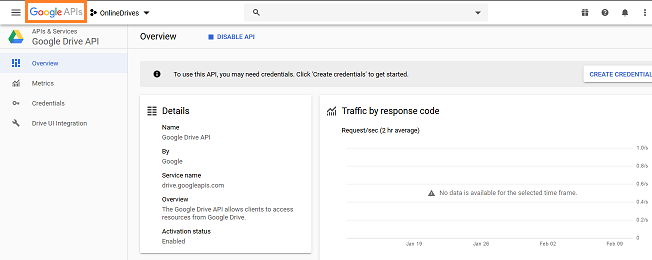 Google APIs
OnlineDrives
APIs & Services
Google Drive API
Overview
DISABLE API
Overview
Metrics
Credentials
Drive UI Integration
To use this API, you may need credentials. Click 'Create credentials' to get started.
CREATE CREDENTIAL
Details
Name
Google Drive API
By
Google
Service name
drive.googleapis.com
Overview
The Google Drive API allows clients to access
resources from Google Drive.
Activation status
Enabled
Traffic by response code
Request/sec (2 hr average)
1.0/s
0.8/s
0.6/s
0.4/s
0.2/s
0
No data is available for the selected time frame.
Jan 19
Jan 26
Feb 02
Feb 09